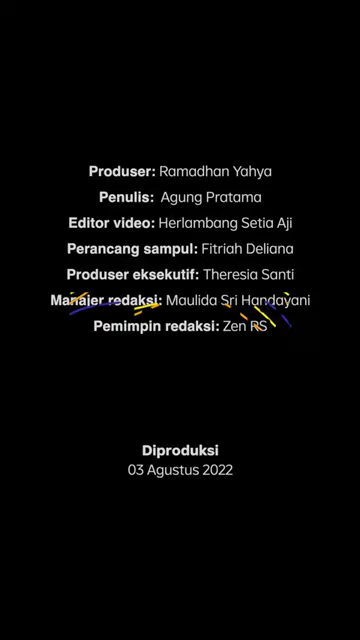 Produser: Ramadhan Yahya
Penulis: Agung Pratama
Editor video: Herlambang Setia Aji
Perancang sampul: Fitriah Deliana
Produser eksekutif: Theresia Santi
Manajer redaksi: Maulida Sri Handayani
Pemimpin redaksi: Zen RS
Diproduksi
03 Agustus 2022